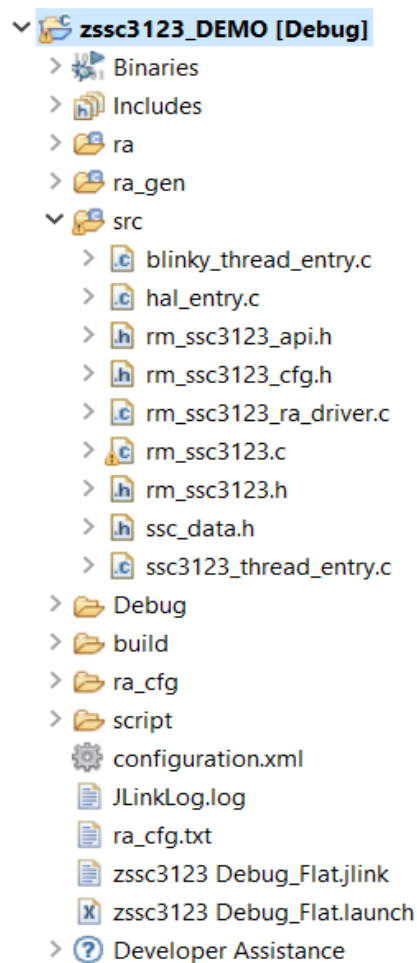 zssc3123_DEMO [Debug]
Binaries
Includes
ra
ra_gen
src
blinky_thread_entry.c
hal_entry.c
rm_ssc3123_api.h
rm_ssc3123_cfg.h
rm_ssc3123_ra_driver.c
rm_ssc3123.c
rm_ssc3123.h
ssc_data.h
ssc3123_thread_entry.c
Debug
build
ra_cfg
script
configuration.xml
JLinkLog.log
ra_cfg.txt
zssc3123 Debug_Flat.jlink
zssc3123 Debug_Flat.launch
Developer Assistance